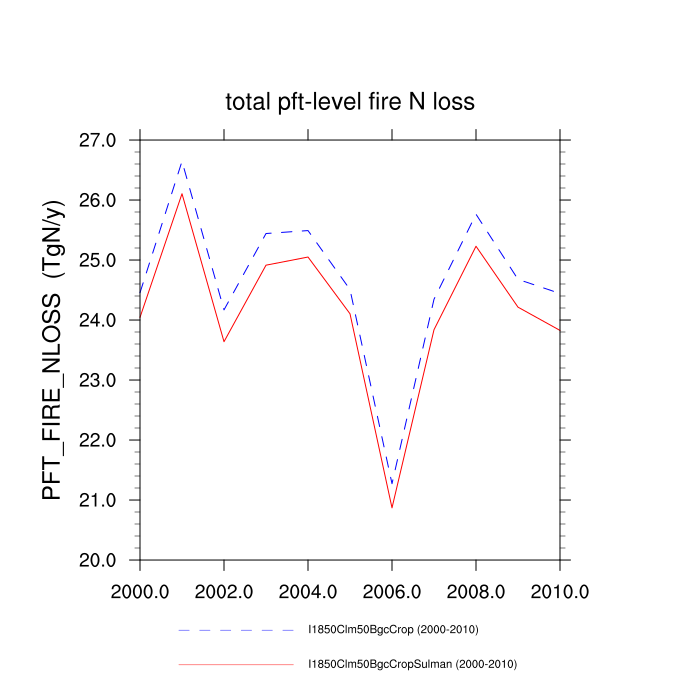 total pft-level fire N loss
PFT_FIRE_NLOSS (TgN/y)
27.0
26.0
25.0
24.0
23.0
22.0
21.0
20.0
2000.0 2002.0 2004.0 2006.0 2008.0 2010.0
I1850Clm50BgcCrop (2000-2010)
I1850Clm50BgcCropSulman (2000-2010)